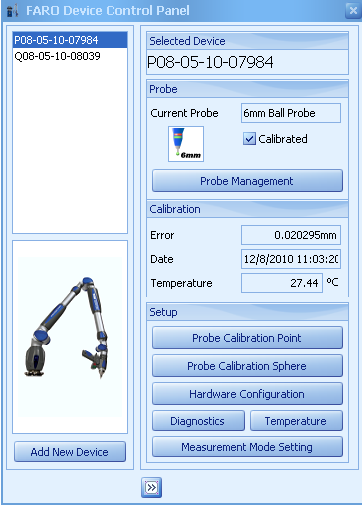 FARO Device Control Panel
P08-05-10-07984
Q08-05-10-08039
Add New Device
Selected Device
P08-05-10-07984
Probe
Current Probe 6mm Ball Probe
6mm
Calibrated
Probe Management
Calibration
Error 0.020295mm
Date 12/8/2010 11:03:20
Temperature 27.44 ºC
Setup
Probe Calibration Point
Probe Calibration Sphere
Hardware Configuration
Diagnostics Temperature
Measurement Mode Setting